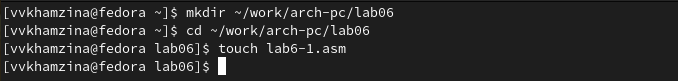 [vvkhamzina@fedora ~]$ mkdir ~/work/arch-pc/lab06
[vvkhamzina@fedora ~]$ cd ~/work/arch-pc/lab06
[vvkhamzina@fedora lab06]$ touch lab6-1.asm
[vvkhamzina@fedora lab06]$